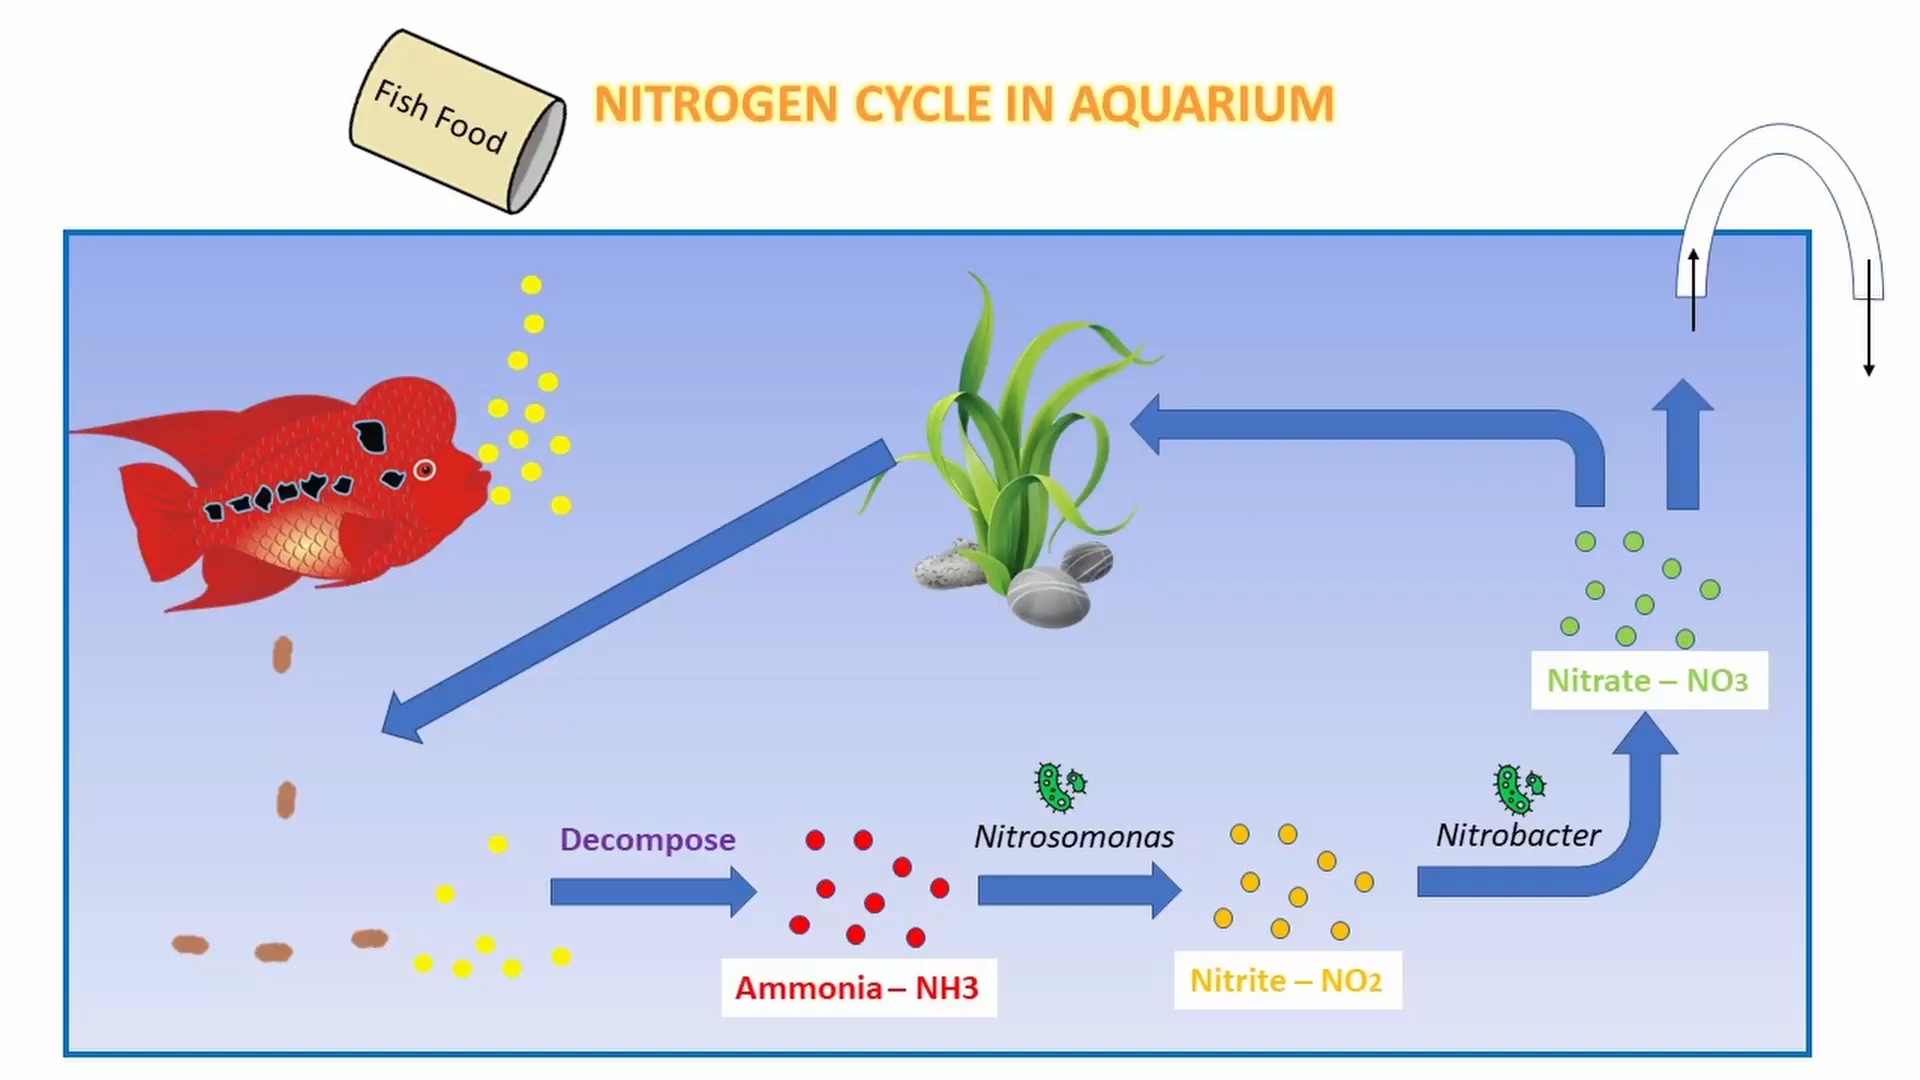 Fish Food
NITROGEN CYCLE IN AQUARIUM
Nitrate – NO3
Decompose
Nitrosomonas
Nitrobacter
Ammonia – NH3
Nitrite – NO2